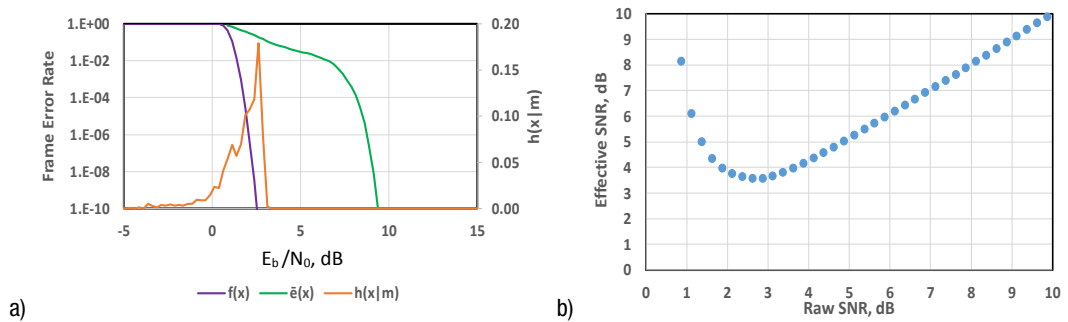 a)
Frame Error Rate
1.E+00
1.E-02
1.E-04
1.E-06
1.E-08
1.E-10
0.20
0.15
0.10
0.05
0.00
h(x|m)
-5 0 5 10 15
E_b/N_0, dB
f(x) ẽ(x) h(x|m)
b)
Effective SNR, dB
10
9
8
7
6
5
4
3
2
1
0
0 1 2 3 4 5 6 7 8 9 10
Raw SNR, dB